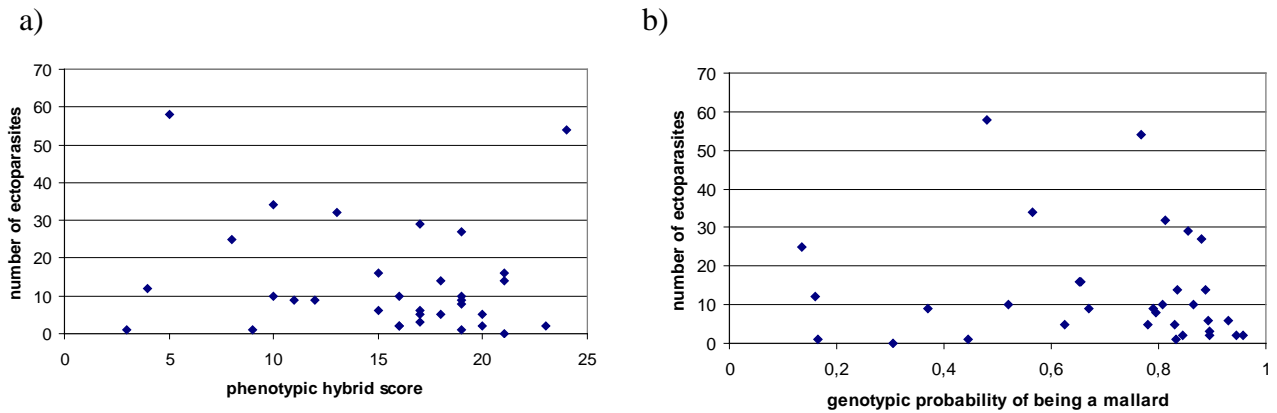 a)
70
60
50
40
30
20
10
0
number of ectoparasites
0 5 10 15 20 25
phenotypic hybrid score
b)
70
60
50
40
30
20
10
0
number of ectoparasites
0 0,2 0,4 0,6 0,8 1
genotypic probability of being a mallard